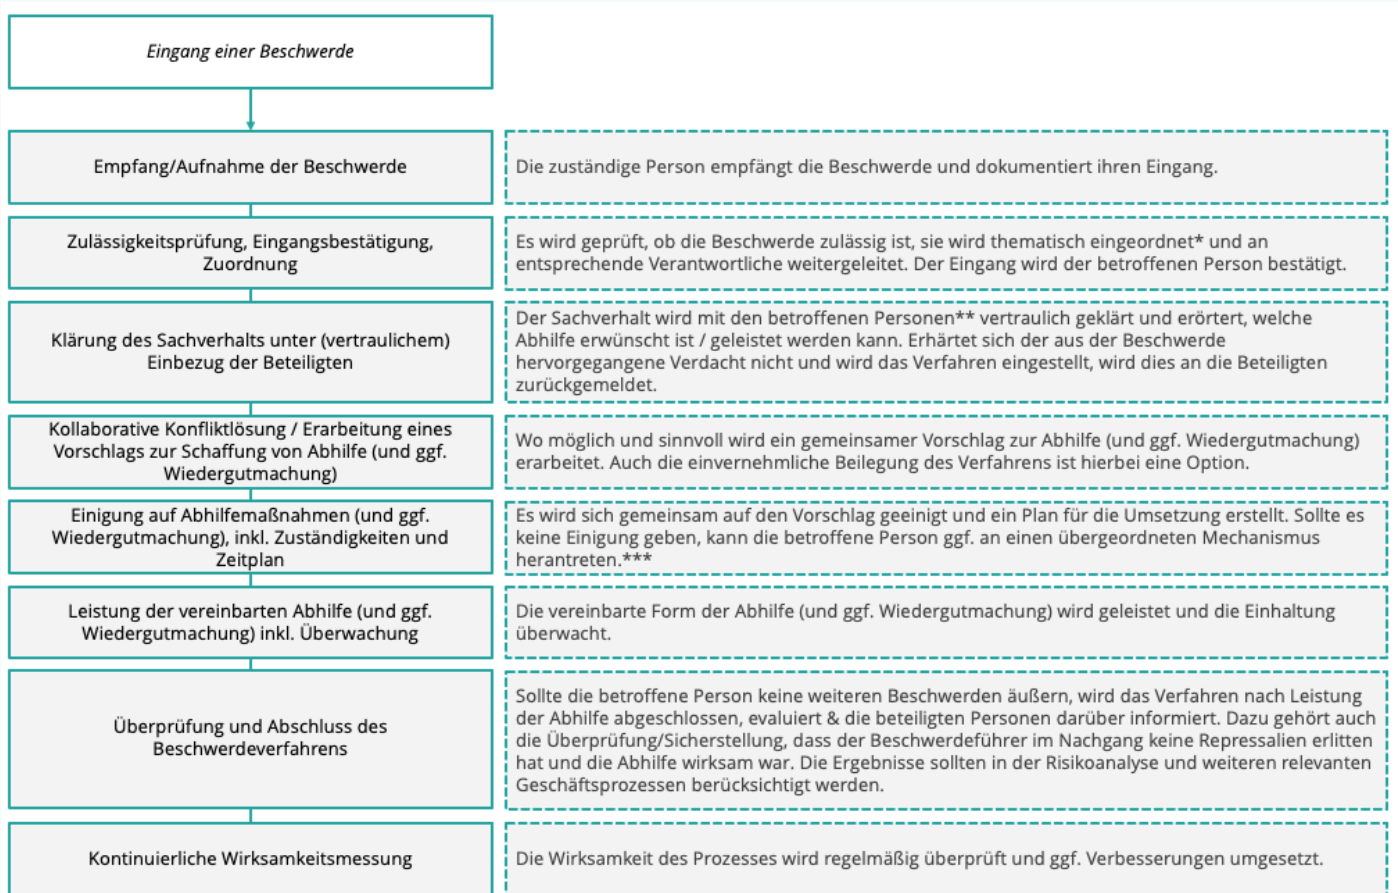 Eingang einer Beschwerde
Empfang/Aufnahme der Beschwerde
Die zuständige Person empfängt die Beschwerde und dokumentiert ihren Eingang.
Zulässigkeitsprüfung, Eingangsbestätigung,
Zuordnung
Es wird geprüft, ob die Beschwerde zulässig ist, sie wird thematisch eingeordnet* und an
entsprechende Verantwortliche weitergeleitet. Der Eingang wird der betroffenen Person bestätigt.
Klärung des Sachverhalts unter (vertraulichem)
Einbezug der Beteiligten
Der Sachverhalt wird mit den betroffenen Personen** vertraulich geklärt und erörtert, welche
Abhilfe erwünscht ist / geleistet werden kann. Erhärtet sich der aus der Beschwerde
hervorgegangene Verdacht nicht und wird das Verfahren eingestellt, wird dies an die Beteiligten
zurückgemeldet.
Kollaborative Konfliktlösung / Erarbeitung eines
Vorschlags zur Schaffung von Abhilfe (und ggf.
Wiedergutmachung)
Wo möglich und sinnvoll wird ein gemeinsamer Vorschlag zur Abhilfe (und ggf. Wiedergutmachung)
erarbeitet. Auch die einvernehmliche Beilegung des Verfahrens ist hierbei eine Option.
Einigung auf Abhilfemaßnahmen (und ggf.
Wiedergutmachung), inkl. Zuständigkeiten und
Zeitplan
Es wird sich gemeinsam auf den Vorschlag geeinigt und ein Plan für die Umsetzung erstellt. Sollte es
keine Einigung geben, kann die betroffene Person ggf. an einen übergeordneten Mechanismus
herantreten.***
Leistung der vereinbarten Abhilfe (und ggf.
Wiedergutmachung) inkl. Überwachung
Die vereinbarte Form der Abhilfe (und ggf. Wiedergutmachung) wird geleistet und die Einhaltung
überwacht.
Überprüfung und Abschluss des
Beschwerdeverfahrens
Sollte die betroffene Person keine weiteren Beschwerden äußern, wird das Verfahren nach Leistung
der Abhilfe abgeschlossen, evaluiert & die beteiligten Personen darüber informiert. Dazu gehört auch
die Überprüfung/Sicherstellung, dass der Beschwerdeführer im Nachgang keine Repressalien erlitten
hat und die Abhilfe wirksam war. Die Ergebnisse sollten in der Risikoanalyse und weiteren relevanten
Geschäftsprozessen berücksichtigt werden.
Kontinuierliche Wirksamkeitsmessung
Die Wirksamkeit des Prozesses wird regelmäßig überprüft und ggf. Verbesserungen umgesetzt.